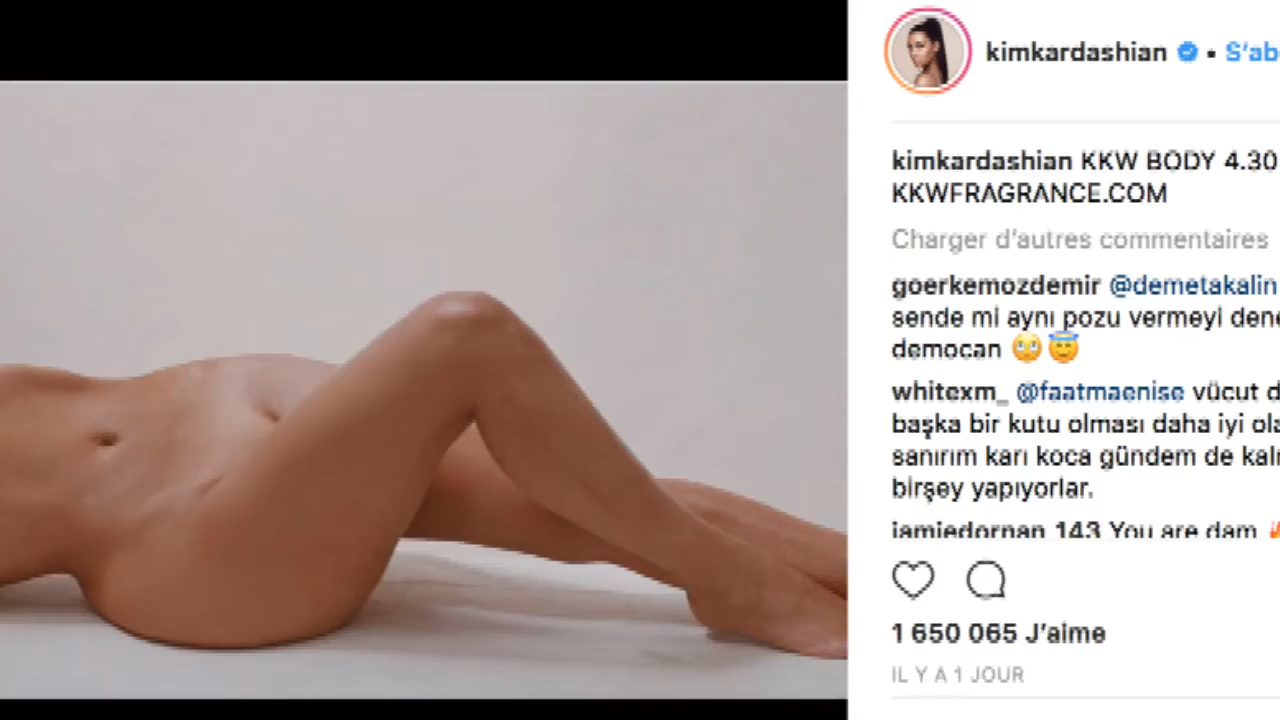 kimkardashian • S'ab
kimkardashian KKW BODY 4.30
KKWFRAGRANCE.COM
Charger d'autres commentaires
goerkemozdemir @demetakalin
sende mi aynı pozu vermeyi dene
democan 🙄😇
whitexm_ @faatmaenise vücut d
başka bir kutu olması daha iyi ola
sanırım karı koca gündem de kalı
birşey yapıyorlar.
jamiedornan_143 You are dam
1 650 065 J'aime
IL Y A 1 JOUR